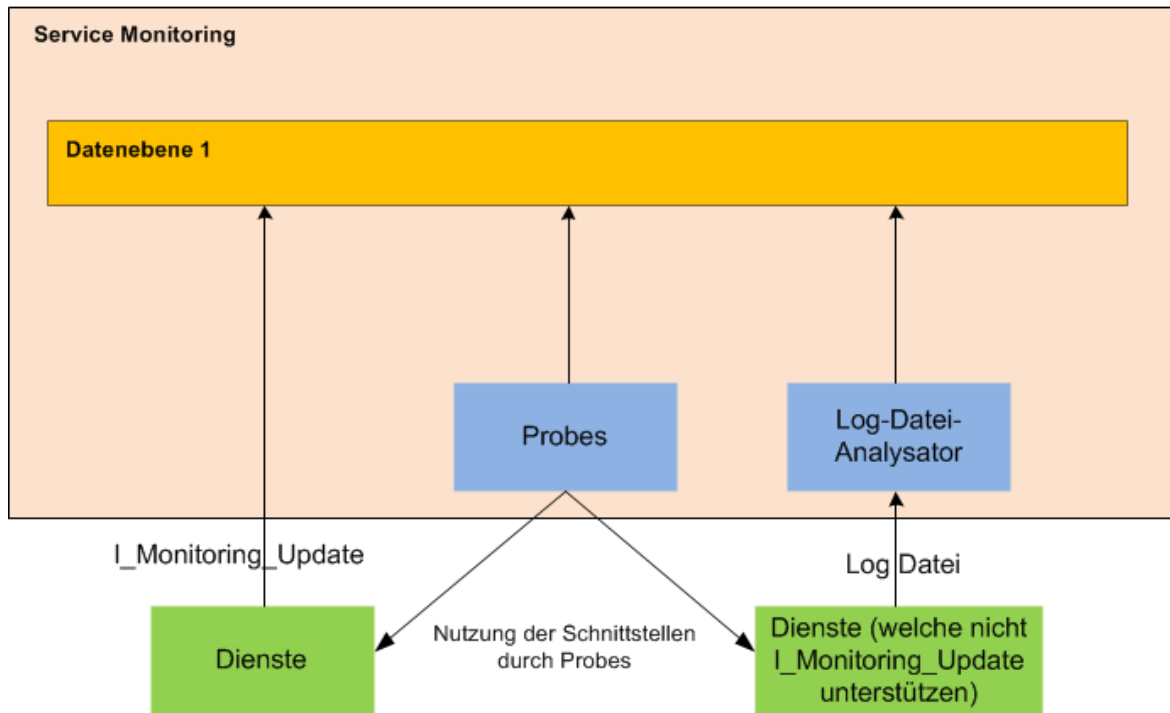 Service Monitoring
Datenebene 1
Probes
Log-Datei-
Analysator
I_Monitoring_Update
Log Datei
Dienste
Nutzung der Schnittstellen
durch Probes
Dienste (welche nicht
I_Monitoring_Update
unterstützen)